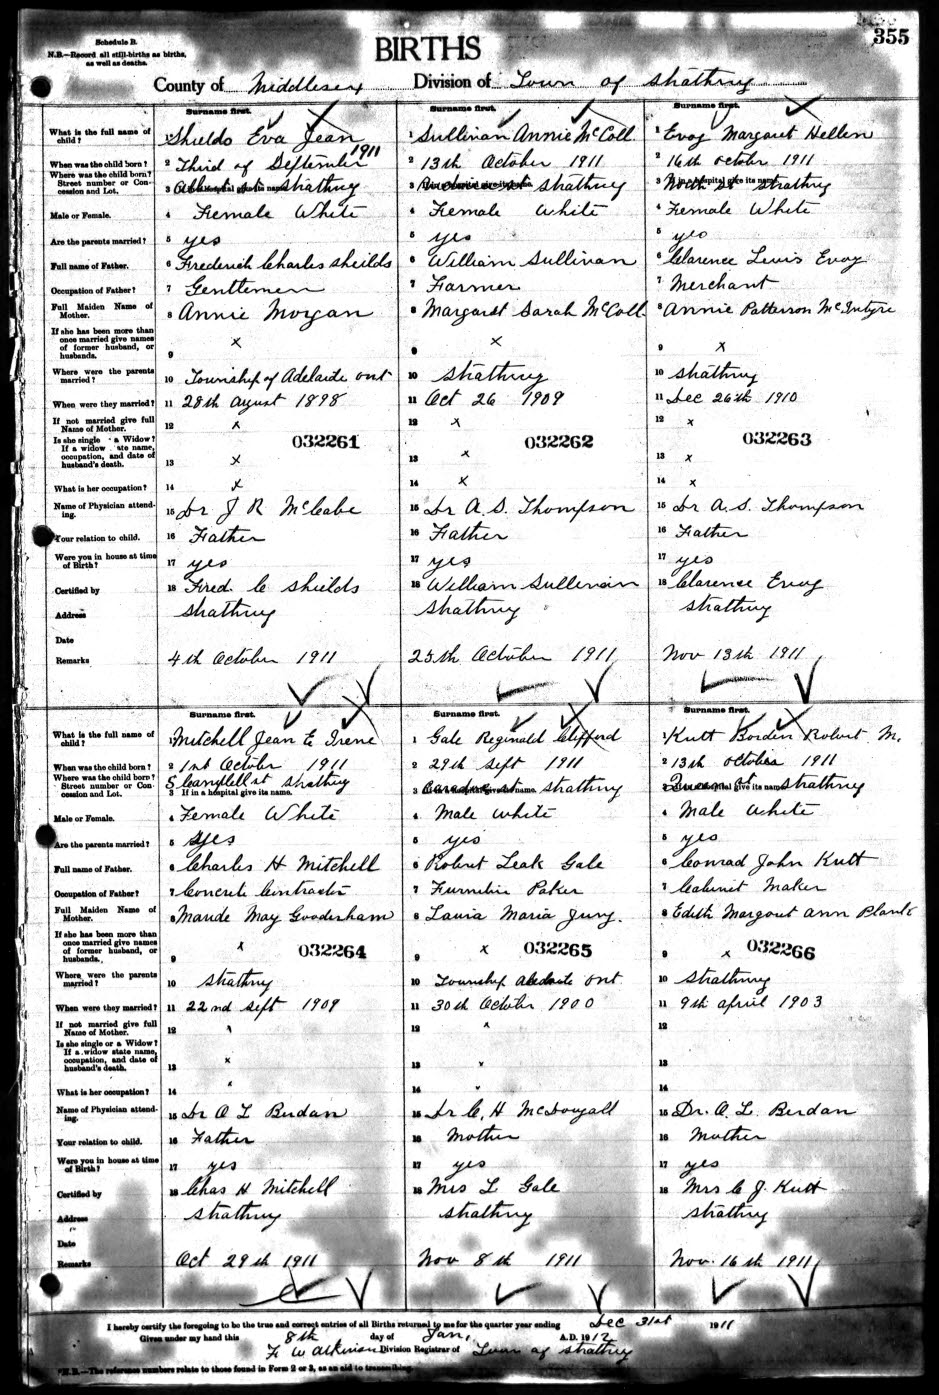 355
Schedule B.
N.B.—Record all still-births as births, as well as deaths.
BIRTHS
County of Middlesex Division of Town of Strathroy
Surname first. Surname first. Surname first.
What is the full name of child? 1 Shields Eva Jean 1 Sullivan Annie McColl 1 Evoy Margaret Hellen
When was the child born? 2 Third of September 1911 2 13th October 1911 2 16th October 1911
Where was the child born? Street number or Concession and Lot. 3 If in a hospital give its name. Albert st Strathroy 3 If in a hospital give its name. st Strathroy 3 If in a hospital give its name. North st Strathroy
Male or Female. 4 Female White 4 Female White 4 Female White
Are the parents married? 5 yes 5 yes 5 yes
Full name of Father. 6 Frederich Charles Sheilds 6 William Sullivan 6 Clarence Lewis Evoy
Occupation of Father? 7 Gentlemen 7 Farmer 7 Merchant
Full Maiden Name of Mother. 8 Annie Morgan 8 Margaret Sarah McColl 8 Annie Patterson McIntyre
If she has been more than once married give names of former husband, or husbands. 9 x 9 x 9 x
Where were the parents married? 10 Township of Adelaide ont 10 Strathroy 10 Strathroy
When were they married? 11 28th August 1898 11 Oct 26 1909 11 Dec 26th 1910
If not married give full Name of Mother. 12 x 12 x 12 x
032261 032262 032263
Is she single a Widow? If a widow ate name, occupation, and date of husband's death. 13 x 13 x 13 x
What is her occupation? 14 x 14 x 14 x
Name of Physician attending. 15 Dr J R McCabe 15 Dr A. S. Thompson 15 Dr A. S. Thompson
Your relation to child. 16 Father 16 Father 16 Father
Were you in house at time of Birth? 17 yes 17 yes 17 yes
Certified by 18 Fred. C Shields 18 William Sullivan 18 Clarence Evoy
Address Strathroy Strathroy Strathroy
Date
Remarks 4th October 1911 25th October 1911 Nov 13th 1911
Surname first. Surname first. Surname first.
What is the full name of child? 1 Mitchell Jean E Irene 1 Gale Reginald Clifford 1 Kutt Borden Robert M.
When was the child born? 2 1st October 1911 2 29th Sept 1911 2 13th October 1911
Where was the child born? Street number or Concession and Lot. 3 If in a hospital give its name. Campbell st Strathroy 3 If in a hospital give its name. st Strathroy 3 If in a hospital give its name. Queen st Strathroy
Male or Female. 4 Female White 4 Male White 4 Male White
Are the parents married? 5 yes 5 yes 5 yes
Full name of Father. 6 Charles H Mitchell 6 Robert Leak Gale 6 Conrad John Kutt
Occupation of Father? 7 Concrete Contractor 7 Furnitur Paker 7 Cabinit Maker
Full Maiden Name of Mother. 8 Maude May Gooderham 8 Laura Maria Jury. 8 Edith Margaret Ann Plank
If she has been more than once married give names of former husband, or husbands. 9 x 9 x 9 x
032264 032265 032266
Where were the parents married? 10 Strathroy 10 Township Adelaide Ont 10 Strathroy
When were they married? 11 22nd Sept 1909 11 30th October 1900 11 9th April 1903
If not married give full Name of Mother. 12 12 12
Is she single or a Widow? If a widow state name, occupation, and date of husband's death. 13 x 13 13
What is her occupation? 14 14 14
Name of Physician attending. 15 Dr O L Berdan 15 Dr C. H McDougall 15 Dr. O. L. Berdan
Your relation to child. 16 Father 16 Mother 16 Mother
Were you in house at time of Birth? 17 yes 17 yes 17 yes
Certified by 18 Chas H Mitchell 18 Mrs L Gale 18 Mrs C J Kutt
Address Strathroy Strathroy Strathroy
Date
Remarks Oct 29th 1911 Nov 8th 1911 Nov. 16th 1911
I hereby certify the foregoing to be the true and correct entries of all Births returned to me for the quarter year ending Dec 31st 1911
Given under my hand this 8th day of Jan. A.D. 1912
F W Atkinson Division Registrar of Town of Strathroy
N.B.—The reference numbers relate to those found in Form 2 or 3, as an aid to transcribing.